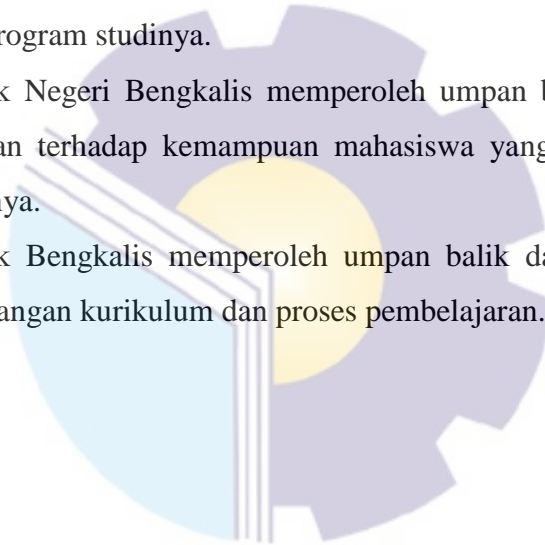 rogram studinya.
k Negeri Bengkalis memperoleh umpan b
an terhadap kemampuan mahasiswa yang
nya.
k Bengkalis memperoleh umpan balik da
angan kurikulum dan proses pembelajaran.